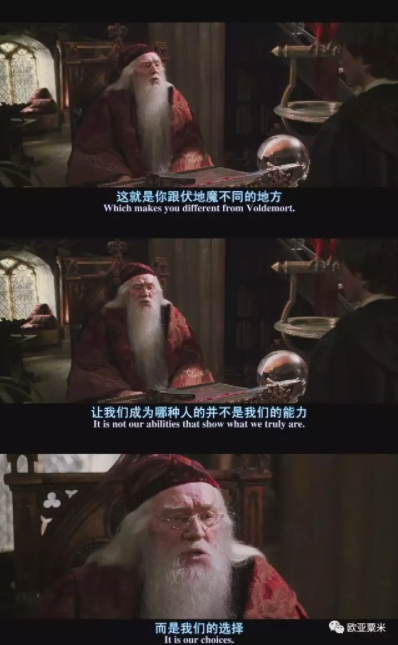 这就是你跟伏地魔不同的地方
Which makes you different from Voldemort.
让我们成为哪种人的并不是我们的能力
It is not our abilities that show what we truly are.
而是我们的选择
It is our choices.
欧亚粟米